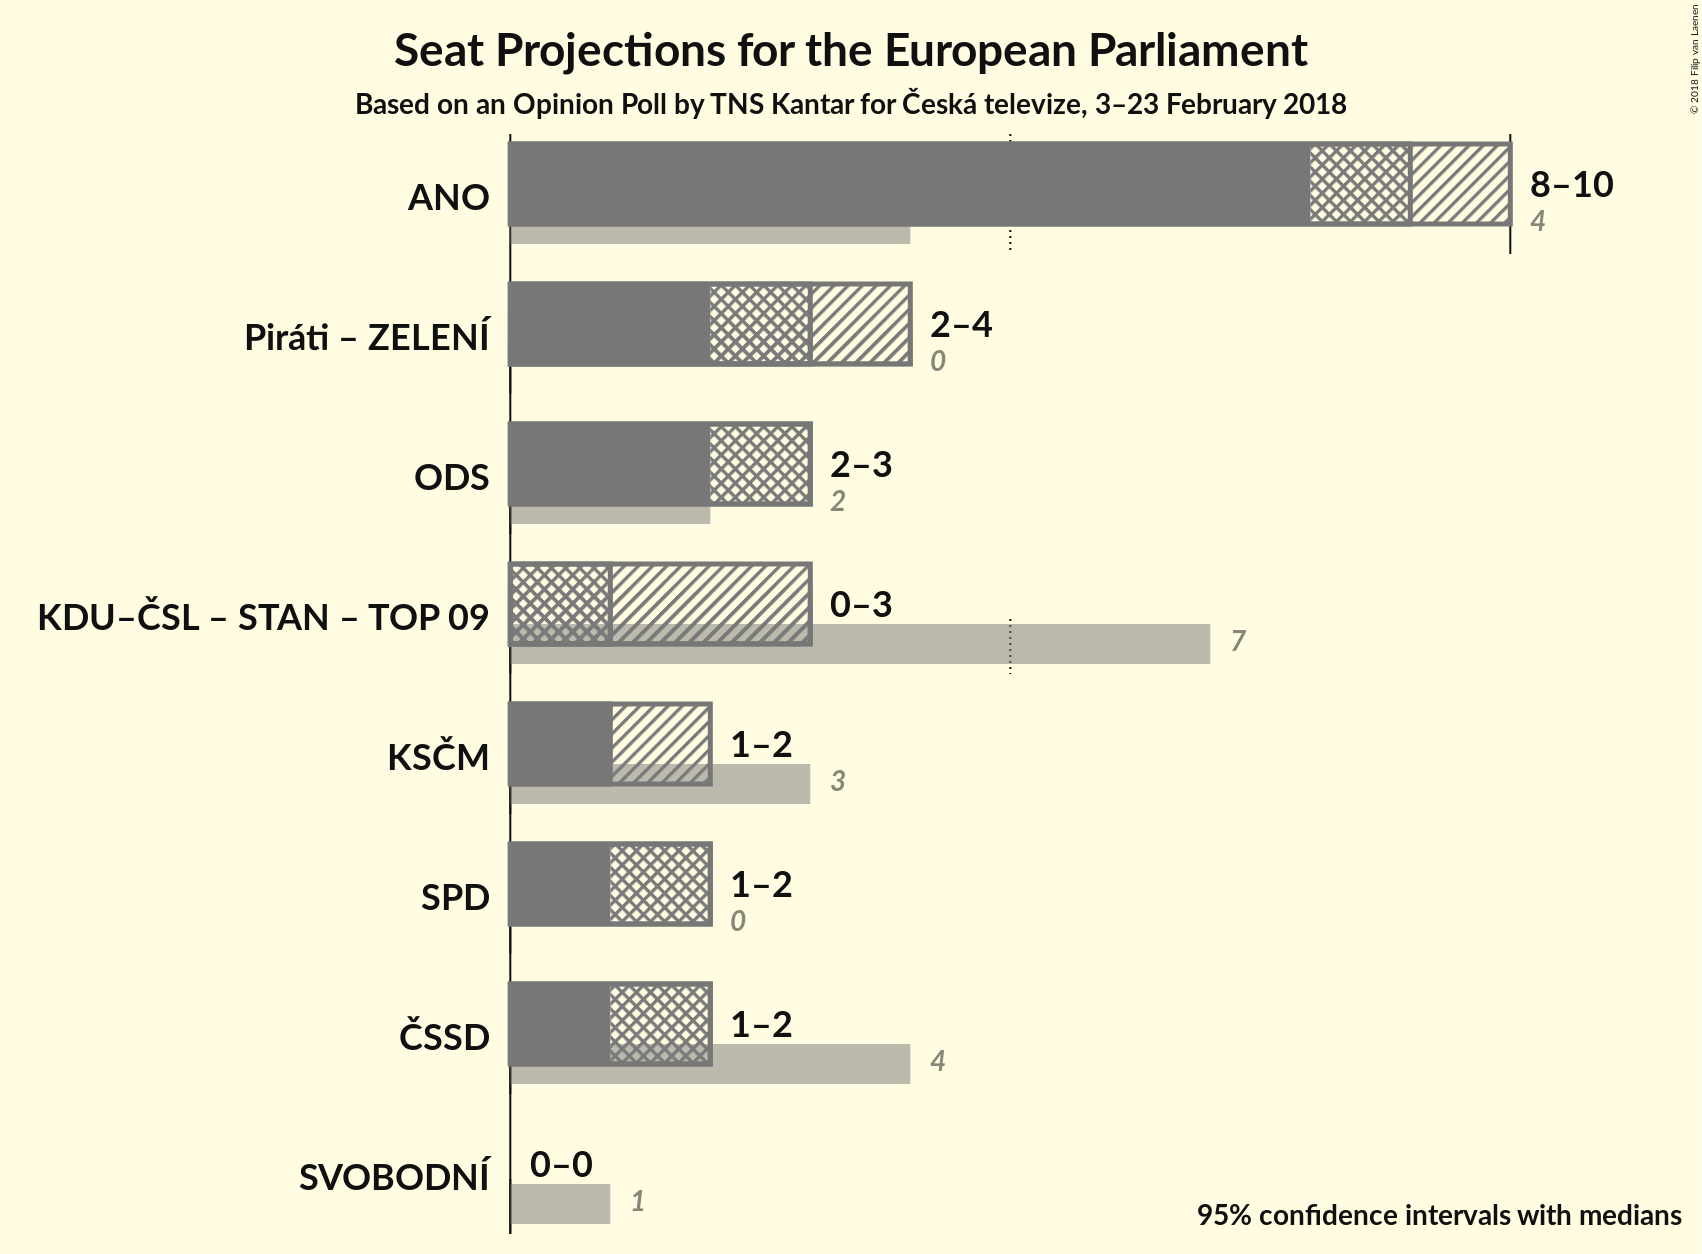 Seat Projections for the European Parliament
Based on an Opinion Poll by TNS Kantar for Česká televize, 3–23 February 2018
© 2018 Filip van Laenen
ANO
8–10
4
Piráti – ZELENÍ
2–4
0
ODS
2–3
2
KDU–ČSL – STAN – TOP 09
0–3
7
KSČM
1–2
3
SPD
1–2
0
ČSSD
1–2
4
SVOBODNÍ
0–0
1
95% confidence intervals with medians